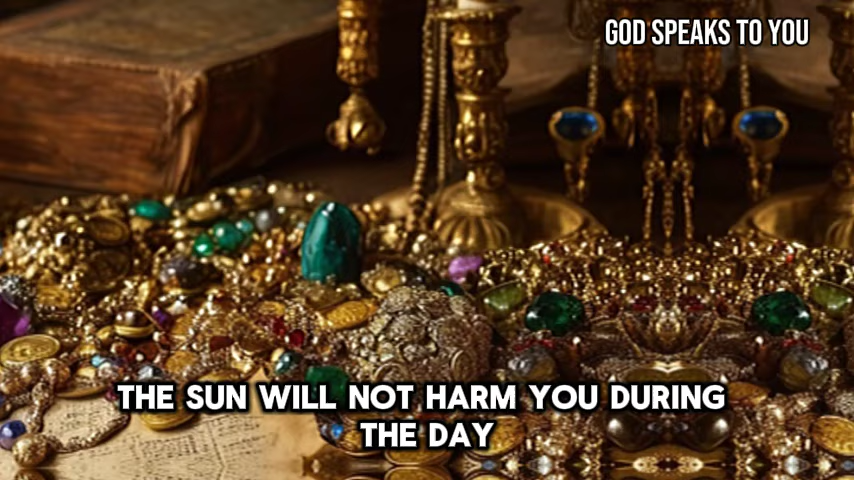 GOD SPEAKS TO YOU
THE SUN WILL NOT HARM YOU DURING
THE DAY